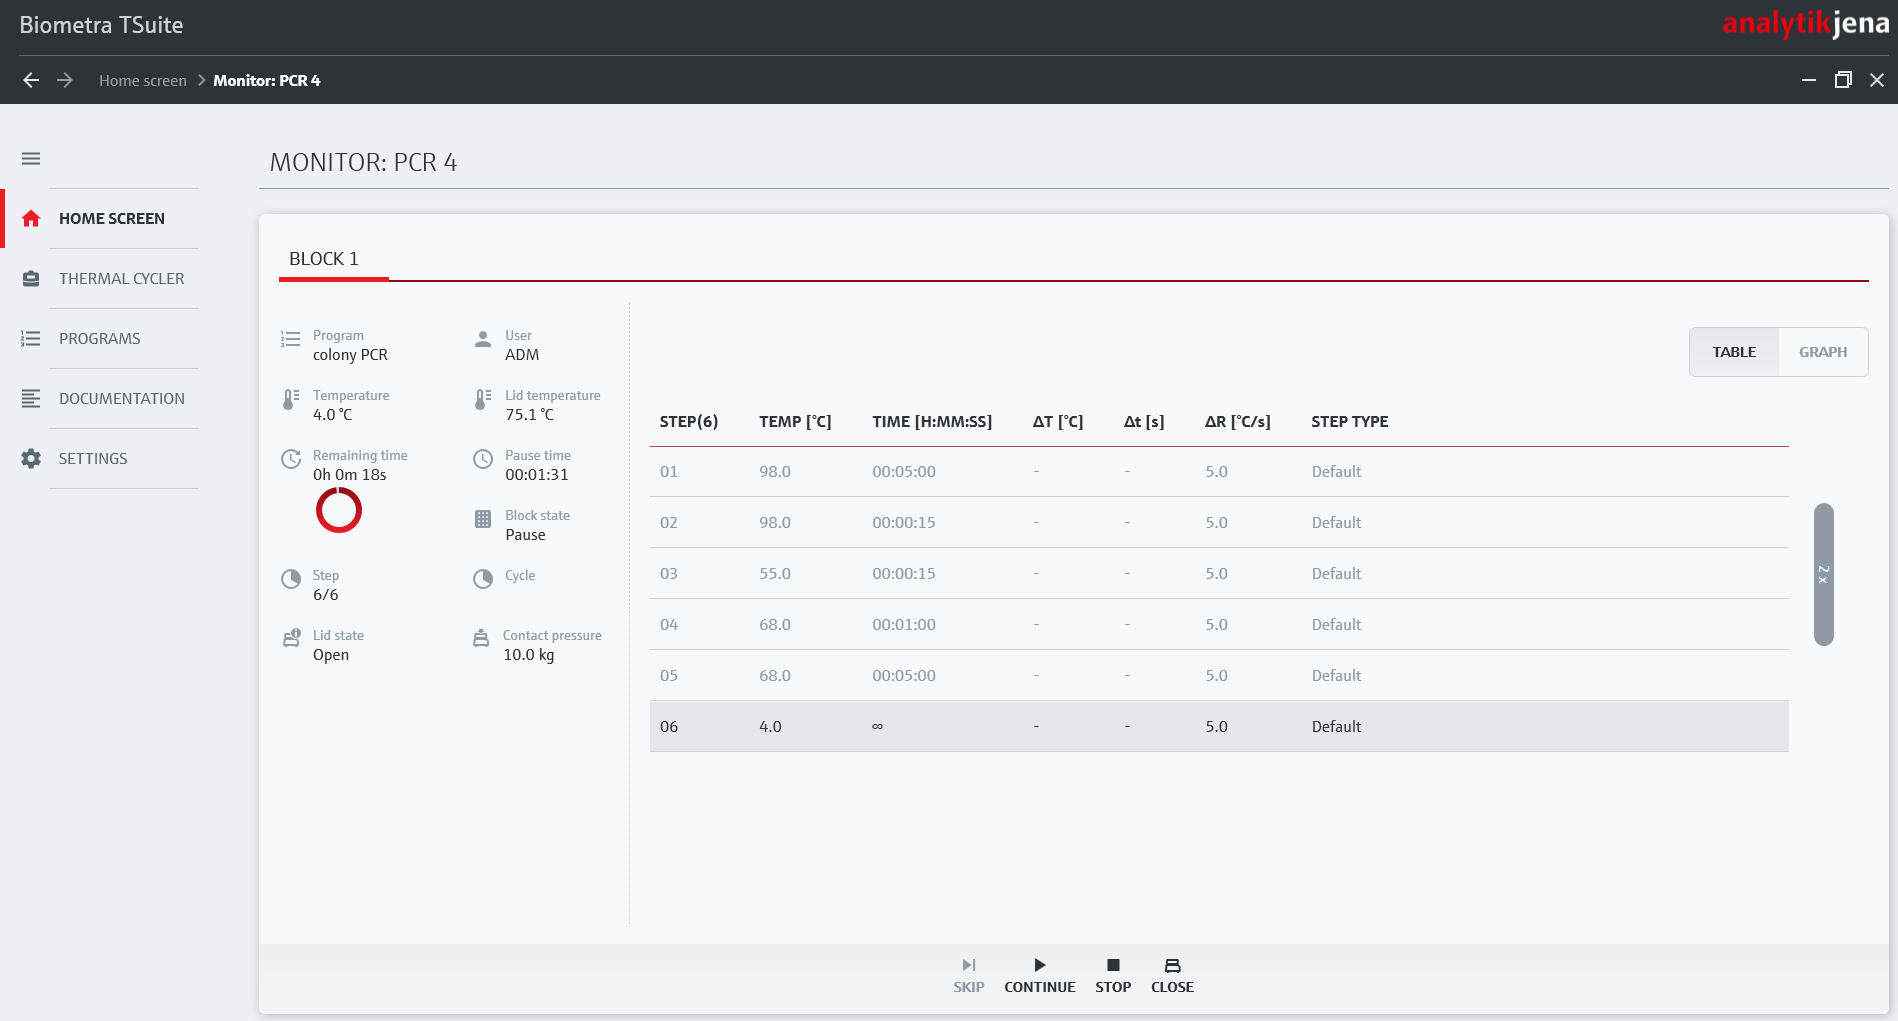 Biometra TSuite
analytikjena
Home screen > Monitor: PCR 4
MONITOR: PCR 4
HOME SCREEN
THERMAL CYCLER
PROGRAMS
DOCUMENTATION
SETTINGS
BLOCK 1
Program
colony PCR
User
ADM
Temperature
4.0 °C
Lid temperature
75.1 °C
Remaining time
0h 0m 18s
Pause time
00:01:31
Block state
Pause
Step
6/6
Cycle
Lid state
Open
Contact pressure
10.0 kg
TABLE GRAPH
STEP(6) TEMP [°C] TIME [H:MM:SS] ΔT [°C] Δt [s] ΔR [°C/s] STEP TYPE
01 98.0 00:05:00 - - 5.0 Default
02 98.0 00:00:15 - - 5.0 Default
03 55.0 00:00:15 - - 5.0 Default
04 68.0 00:01:00 - - 5.0 Default
05 68.0 00:05:00 - - 5.0 Default
06 4.0 ∞ - - 5.0 Default
2 x
SKIP CONTINUE STOP CLOSE